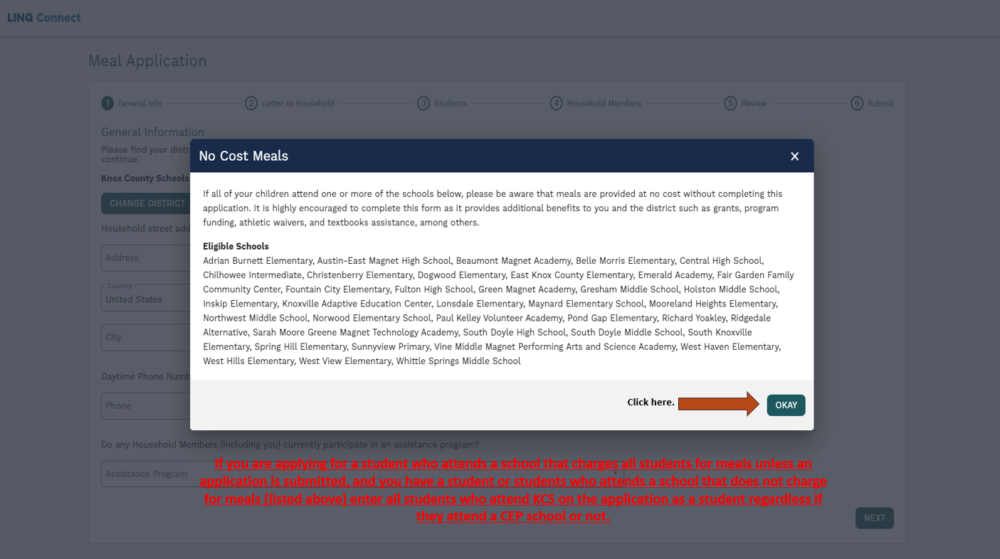 LINQ Connect
Meal Application
1 General Info 2 Letter to Household 3 Students 4 Household Members 5 Review 6 Submit
General Information
Please find your distr
continue.
Knox County Schools
CHANGE DISTRICT
Household street add
Address
Country
United States
City
Daytime Phone Numb
Phone
No Cost Meals
If all of your children attend one or more of the schools below, please be aware that meals are provided at no cost without completing this
application. It is highly encouraged to complete this form as it provides additional benefits to you and the district such as grants, program
funding, athletic waivers, and textbooks assistance, among others.
Eligible Schools
Adrian Burnett Elementary, Austin-East Magnet High School, Beaumont Magnet Academy, Belle Morris Elementary, Central High School,
Chilhowee Intermediate, Christenberry Elementary, Dogwood Elementary, East Knox County Elementary, Emerald Academy, Fair Garden Family
Community Center, Fountain City Elementary, Fulton High School, Green Magnet Academy, Gresham Middle School, Holston Middle School,
Inskip Elementary, Knoxville Adaptive Education Center, Lonsdale Elementary, Maynard Elementary School, Mooreland Heights Elementary,
Northwest Middle School, Norwood Elementary School, Paul Kelley Volunteer Academy, Pond Gap Elementary, Richard Yoakley, Ridgedale
Alternative, Sarah Moore Greene Magnet Technology Academy, South Doyle High School, South Doyle Middle School, South Knoxville
Elementary, Spring Hill Elementary, Sunnyview Primary, Vine Middle Magnet Performing Arts and Science Academy, West Haven Elementary,
West Hills Elementary, West View Elementary, Whittle Springs Middle School
Click here.
OKAY
Do any Household Members (including you) currently participate in an assistance program?
Assistance Program
If you are applying for a student who attends a school that charges all students for meals unless an
application is submitted, and you have a student or students who attends a school that does not charge
for meals (listed above) enter all students who attend KCS on the application as a student regardless if
they attend a CEP school or not.
NEXT